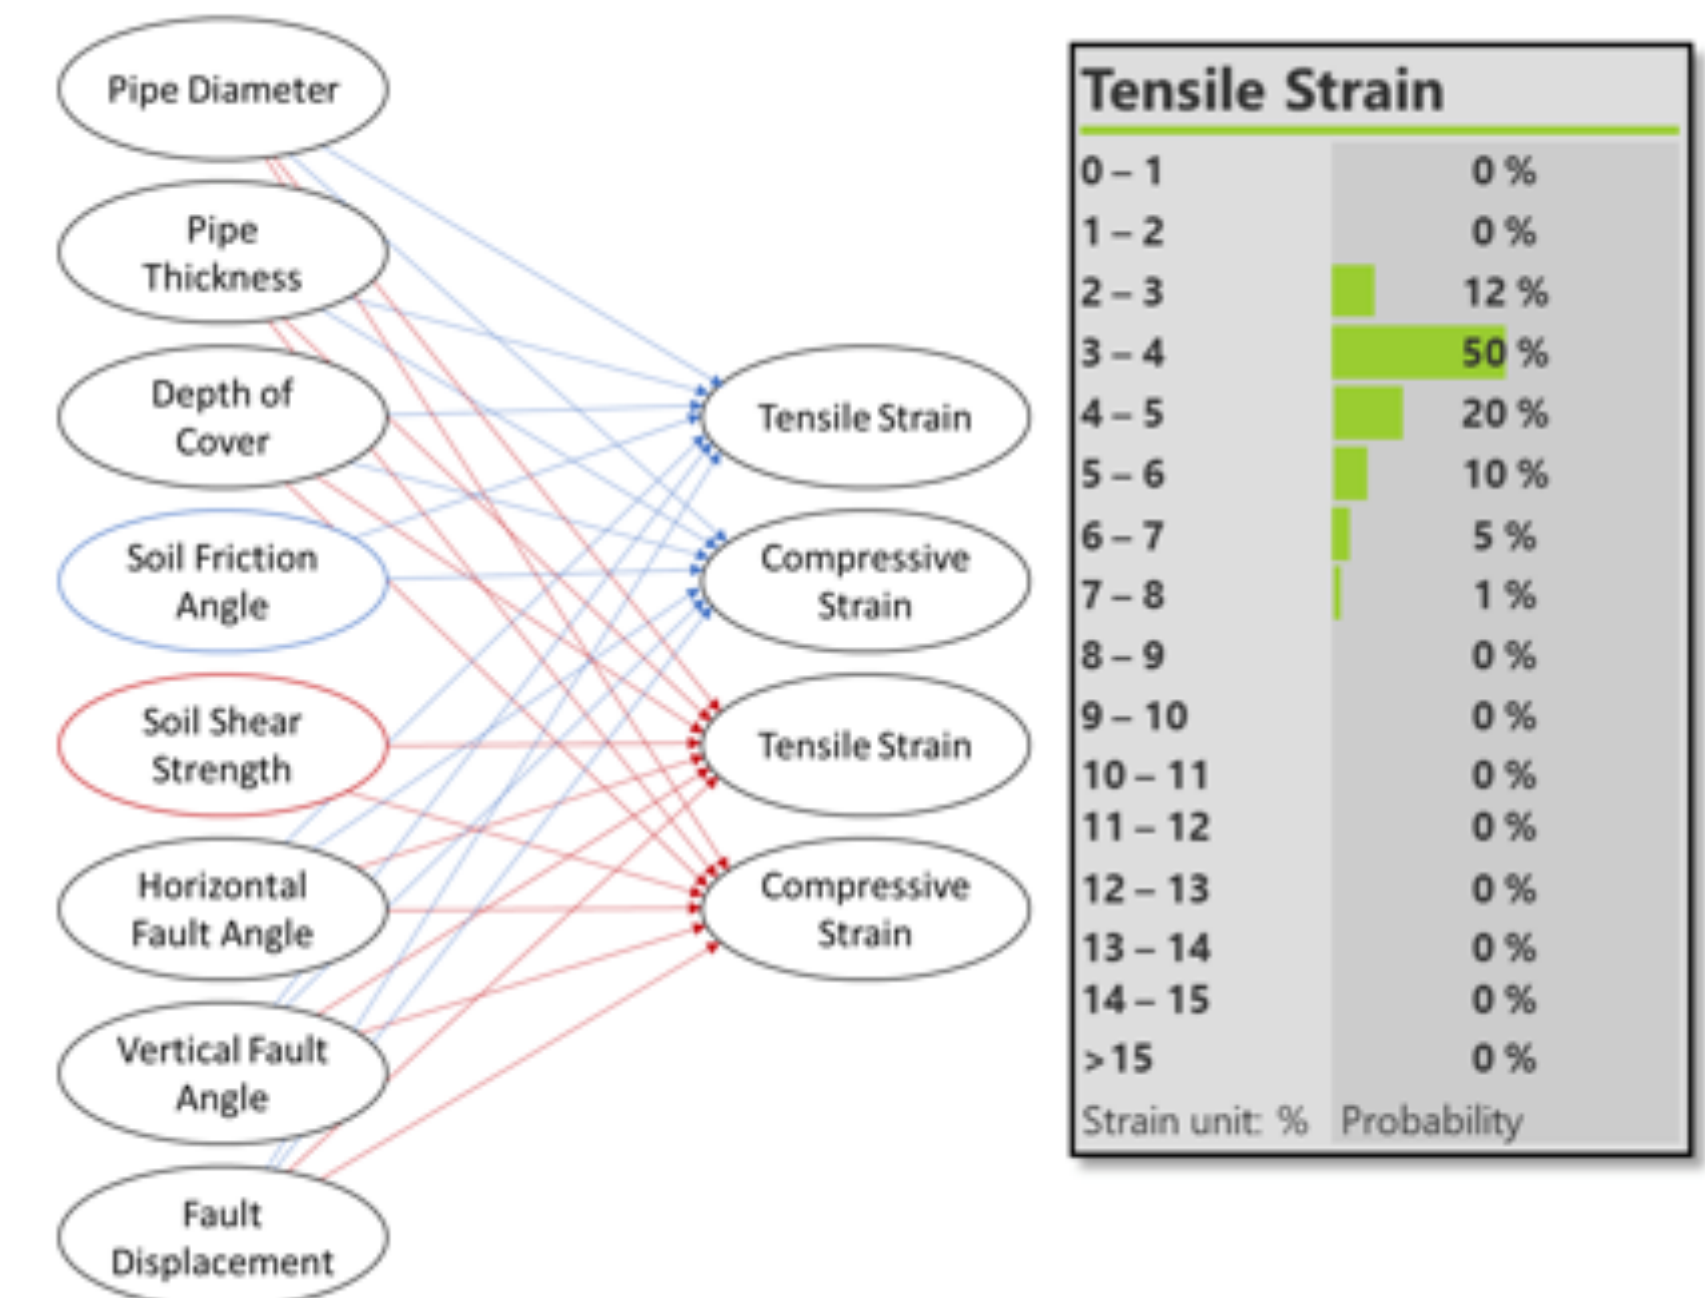 Pipe Diameter
Pipe
Thickness
Depth of
Cover
Soil Friction
Angle
Soil Shear
Strength
Horizontal
Fault Angle
Vertical Fault
Angle
Fault
Displacement
Tensile Strain
Compressive
Strain
Tensile Strain
Compressive
Strain
Tensile Strain
0 – 1 0 %
1 – 2 0 %
2 – 3 12 %
3 – 4 50 %
4 – 5 20 %
5 – 6 10 %
6 – 7 5 %
7 – 8 1 %
8 – 9 0 %
9 – 10 0 %
10 – 11 0 %
11 – 12 0 %
12 – 13 0 %
13 – 14 0 %
14 – 15 0 %
> 15 0 %
Strain unit: % Probability